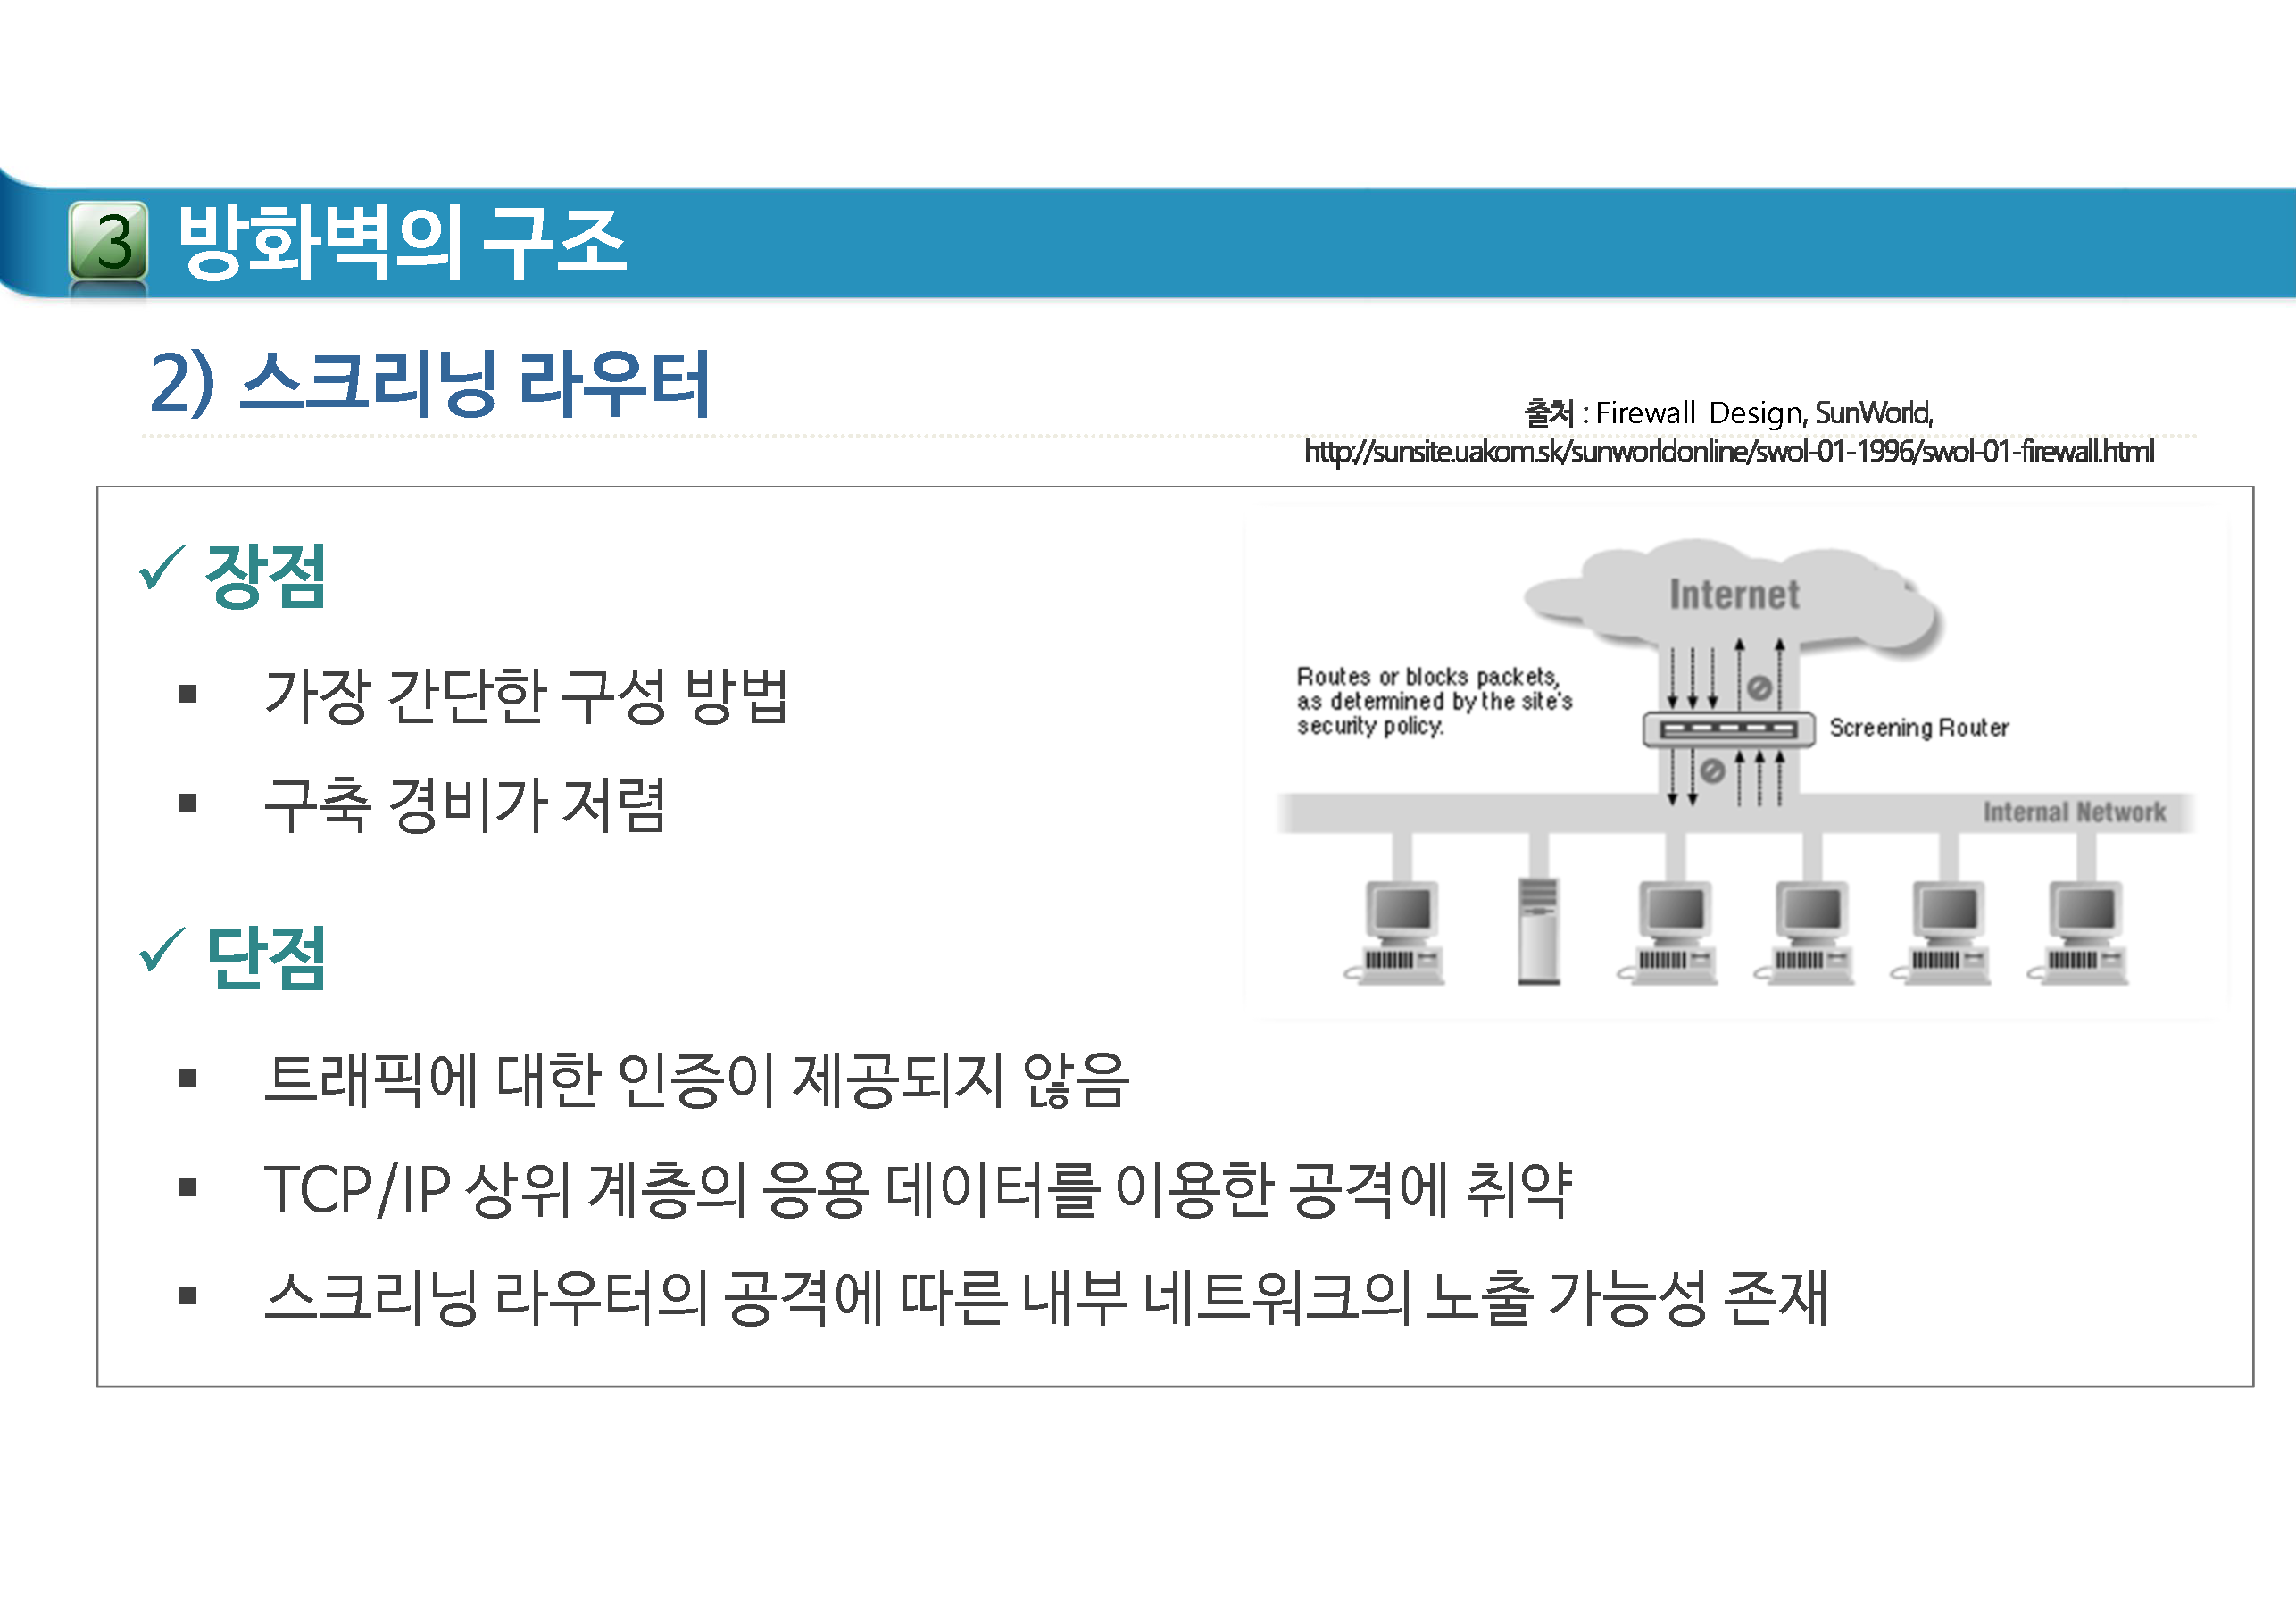 3 방화벽의 구조
2) 스크리닝 라우터
출처 : Firewall Design, SunWorld,
http://sunsite.uakom.sk/sunworldonline/swol-01-1996/swol-01-firewall.html
✓ 장점
▪ 가장 간단한 구성 방법
▪ 구축 경비가 저렴
✓ 단점
▪ 트래픽에 대한 인증이 제공되지 않음
▪ TCP/IP 상위 계층의 응용 데이터를 이용한 공격에 취약
▪ 스크리닝 라우터의 공격에 따른 내부 네트워크의 노출 가능성 존재
Internet
Routes or blocks packets,
as determined by the site's
security policy.
Screening Router
Internal Network